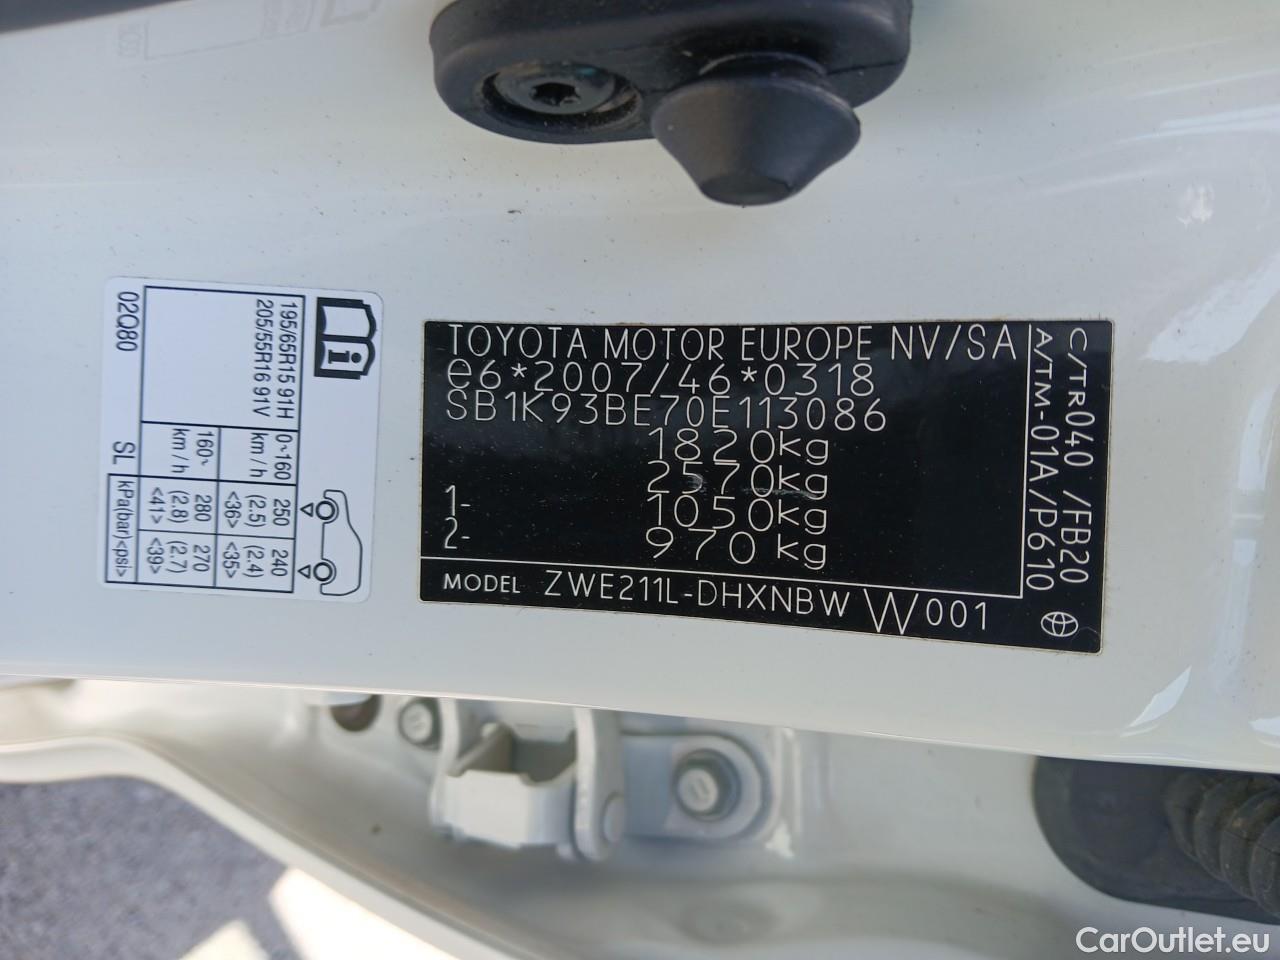 TOYOTA MOTOR EUROPE NV/SA
e6*2007/46*0318
SB1K93BE70E113086
1820kg
2570kg
1- 1050kg
2- 970kg
MODEL ZWE211L-DHXNBW W001
C/TR040 /FB20
A/TM-01A/P610
i
195/65R15 91H
205/55R16 91V
0~160 km/h
250 (2.5) <36>
240 (2.4) <35>
160~ km/h
280 (2.8) <41>
270 (2.7) <39>
02Q80 SL kPa(bar)<psi>
CarOutlet.eu